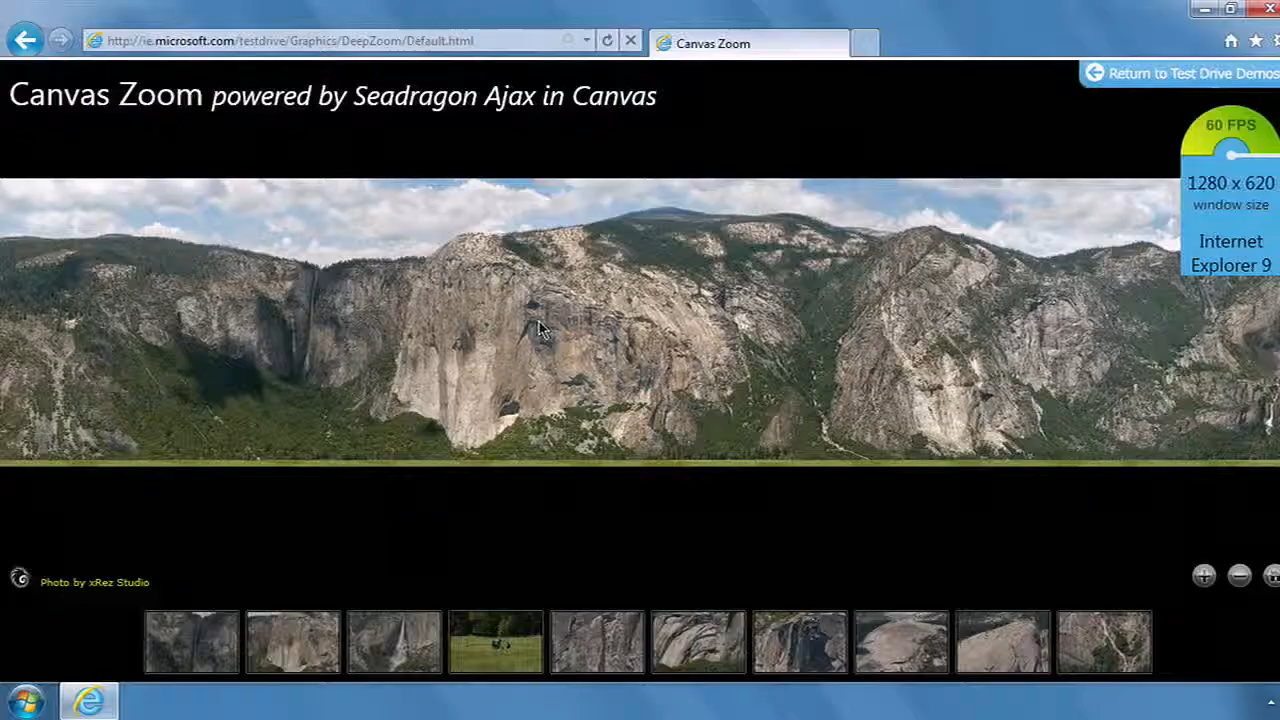 http://ie.microsoft.com/testdrive/Graphics/DeepZoom/Default.html
Canvas Zoom
Return to Test Drive Demos
Canvas Zoom powered by Seadragon Ajax in Canvas
60 FPS
1280 x 620
window size
Internet
Explorer 9
Photo by xRez Studio